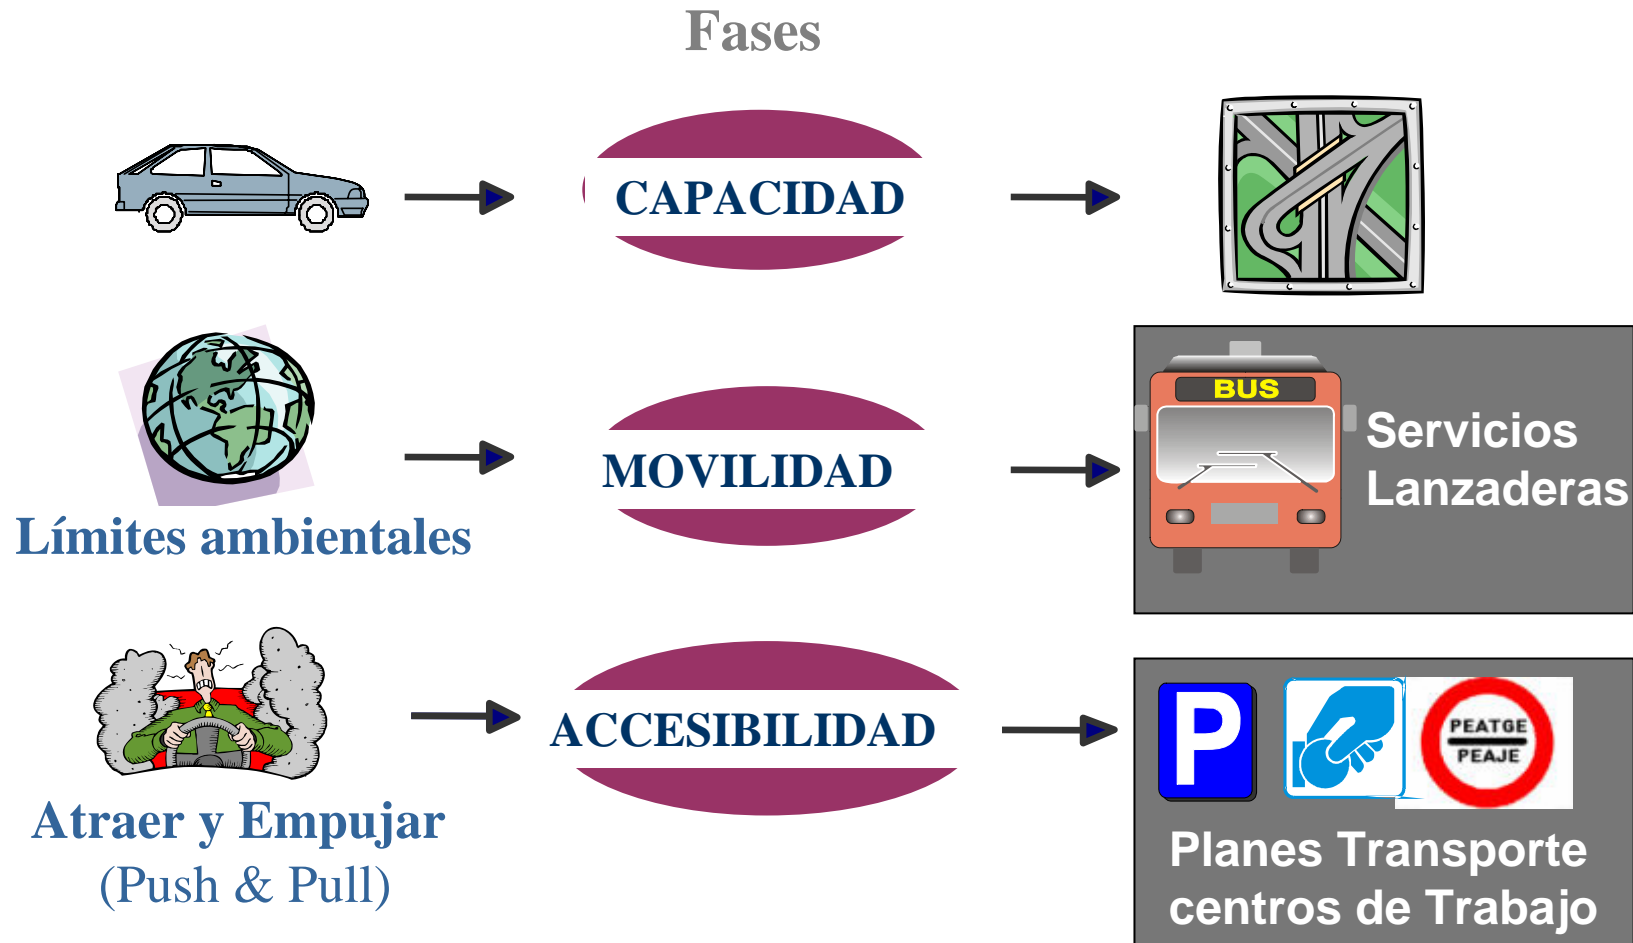 Fases
CAPACIDAD
BUS
Servicios
Lanzaderas
MOVILIDAD
Límites ambientales
ACCESIBILIDAD
P
PEATGE
PEAJE
Atraer y Empujar
(Push & Pull)
Planes Transporte
centros de Trabajo